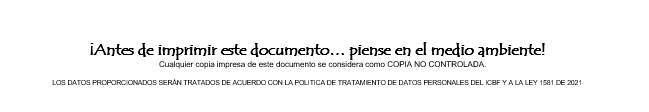 ¡Antes de imprimir este documento… piense en el medio ambiente!
Cualquier copia impresa de este documento se considera como COPIA NO CONTROLADA.
LOS DATOS PROPORCIONADOS SERÁN TRATADOS DE ACUERDO CON LA POLITICA DE TRATAMIENTO DE DATOS PERSONALES DEL ICBF Y A LA LEY 1581 DE 2021